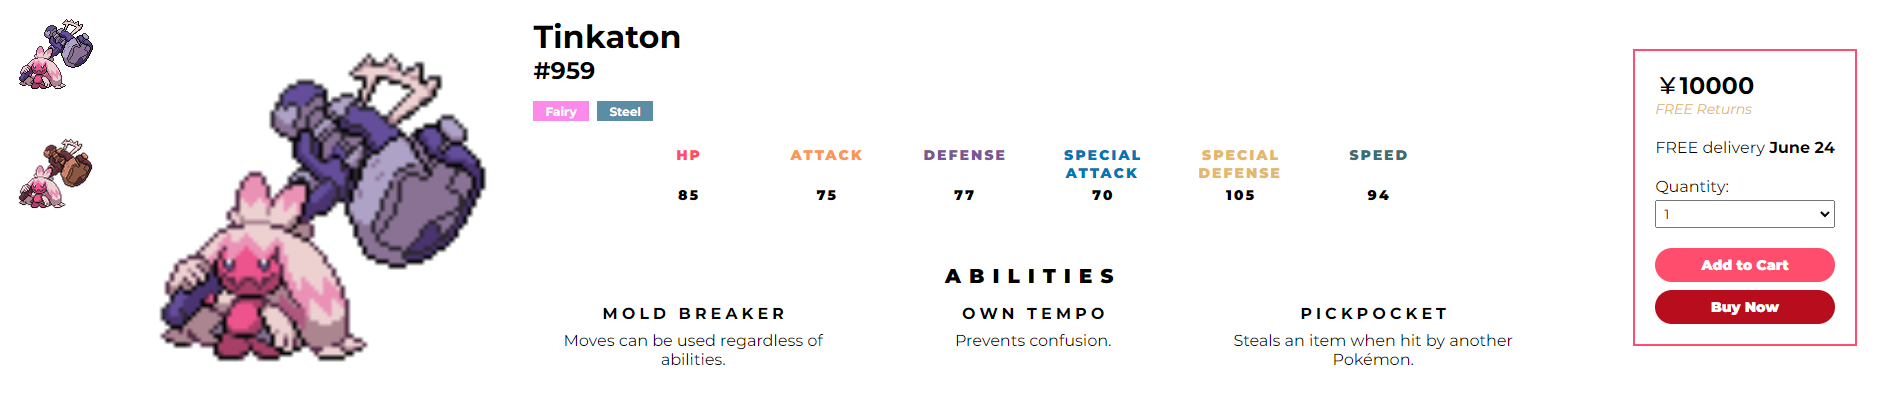 Tinkaton
#959
Fairy Steel
HP ATTACK DEFENSE SPECIAL ATTACK SPECIAL DEFENSE SPEED
85 75 77 70 105 94
ABILITIES
MOLD BREAKER
Moves can be used regardless of
abilities.
OWN TEMPO
Prevents confusion.
PICKPOCKET
Steals an item when hit by another
Pokémon.
¥10000
FREE Returns
FREE delivery June 24
Quantity:
1
Add to Cart
Buy Now